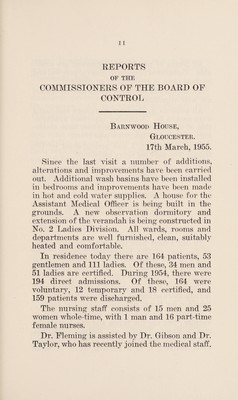 11
REPORTS
OF THE
COMMISSIONERS OF THE BOARD OF
CONTROL
BARNWOOD HOUSE,
GLOUCESTER.
17th March, 1955.
Since the last visit a number of additions,
alterations and improvements have been carried
out. Additional wash basins have been installed
in bedrooms and improvements have been made
in hot and cold water supplies. A house for the
Assistant Medical Officer is being built in the
grounds. A new observation dormitory and
extension of the verandah is being constructed in
No. 2 Ladies Division. All wards, rooms and
departments are well furnished, clean, suitably
heated and comfortable.
In residence today there are 164 patients, 53
gentlemen and 111 ladies. Of these, 34 men and
51 ladies are certified. During 1954, there were
194 direct admissions. Of these, 164 were
voluntary, 12 temporary and 18 certified, and
159 patients were discharged.
The nursing staff consists of 15 men and 25
women whole-time, with 1 man and 16 part-time
female nurses.
Dr. Fleming is assisted by Dr. Gibson and Dr.
Taylor, who has recently joined the medical staff.